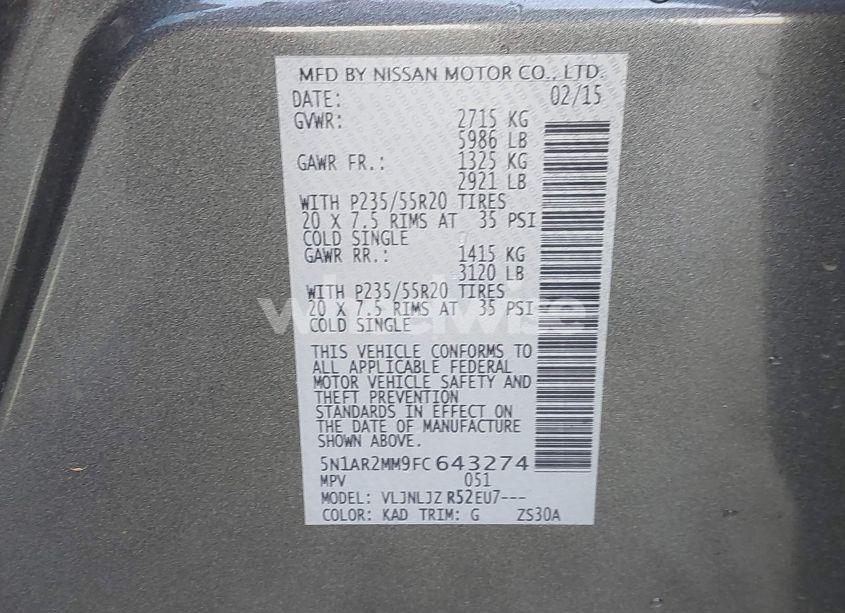 MFD BY NISSAN MOTOR CO., LTD.
DATE: 02/15
GVWR: 2715 KG
5986 LB
GAWR FR.: 1325 KG
2921 LB
WITH P235/55R20 TIRES
20 X 7.5 RIMS AT 35 PSI
COLD SINGLE
GAWR RR.: 1415 KG
3120 LB
WITH P235/55R20 TIRES
20 X 7.5 RIMS AT 35 PSI
COLD SINGLE
wheelwise
THIS VEHICLE CONFORMS TO
ALL APPLICABLE FEDERAL
MOTOR VEHICLE SAFETY AND
THEFT PREVENTION
STANDARDS IN EFFECT ON
THE DATE OF MANUFACTURE
SHOWN ABOVE.
5N1AR2MM9FC643274
MPV 051
MODEL: VLJNLJZ R52EU7---
COLOR: KAD TRIM: G ZS30A